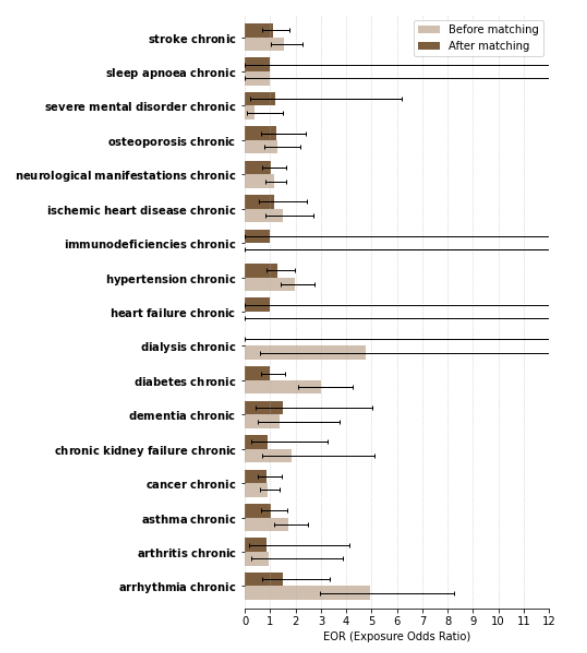 Before matching
After matching
stroke chronic
sleep apnoea chronic
severe mental disorder chronic
osteoporosis chronic
neurological manifestations chronic
ischemic heart disease chronic
immunodeficiencies chronic
hypertension chronic
heart failure chronic
dialysis chronic
diabetes chronic
dementia chronic
chronic kidney failure chronic
cancer chronic
asthma chronic
arthritis chronic
arrhythmia chronic
0 1 2 3 4 5 6 7 8 9 10 11 12
EOR (Exposure Odds Ratio)